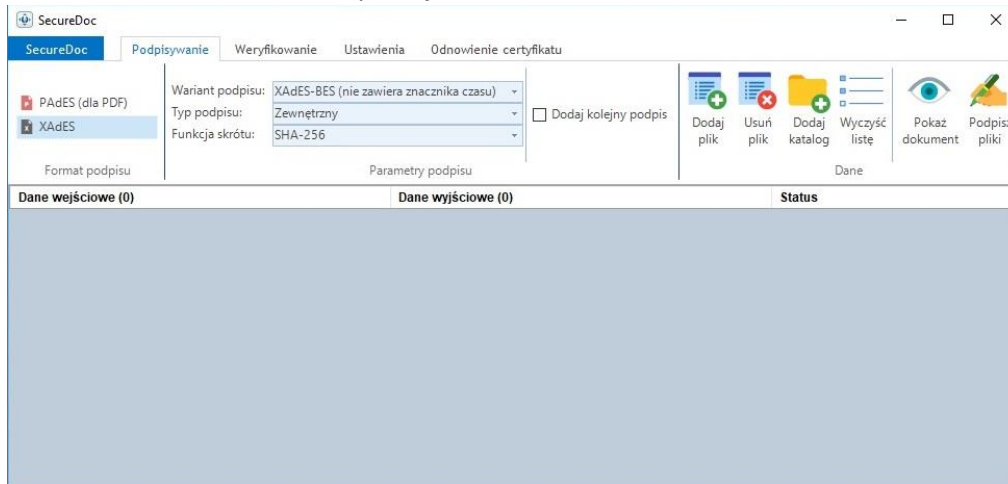 SecureDoc
SecureDoc Podpisywanie Weryfikowanie Ustawienia Odnowienie certyfikatu
PAdES (dla PDF)
XAdES
Format podpisu
Wariant podpisu: XAdES-BES (nie zawiera znacznika czasu)
Typ podpisu: Zewnętrzny
Funkcja skrótu: SHA-256
Dodaj kolejny podpis
Parametry podpisu
Dodaj plik
Usuń plik
Dodaj katalog
Wyczyść listę
Pokaż dokument
Podpisz pliki
Dane
Dane wejściowe (0) Dane wyjściowe (0) Status